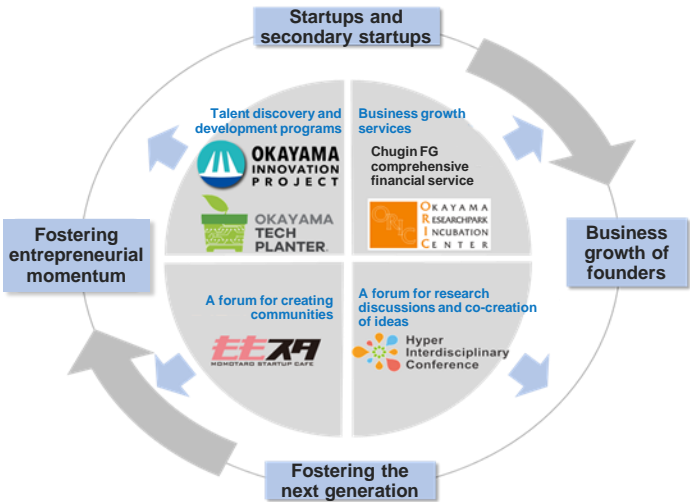 Startups and
secondary startups
Talent discovery and
development programs
OKAYAMA
INNOVATION
PROJECT
OKAYAMA
TECH
PLANTER.
Business growth
services
Chugin FG
comprehensive
financial service
ORIC
OKAYAMA
RESEARCHPARK
INCUBATION
CENTER
Fostering
entrepreneurial
momentum
Business
growth of
founders
A forum for creating
communities
ももスタ
MOMOTARO STARTUP CAFE
A forum for research
discussions and co-creation
of ideas
Hyper
Interdisciplinary
Conference
Fostering the
next generation